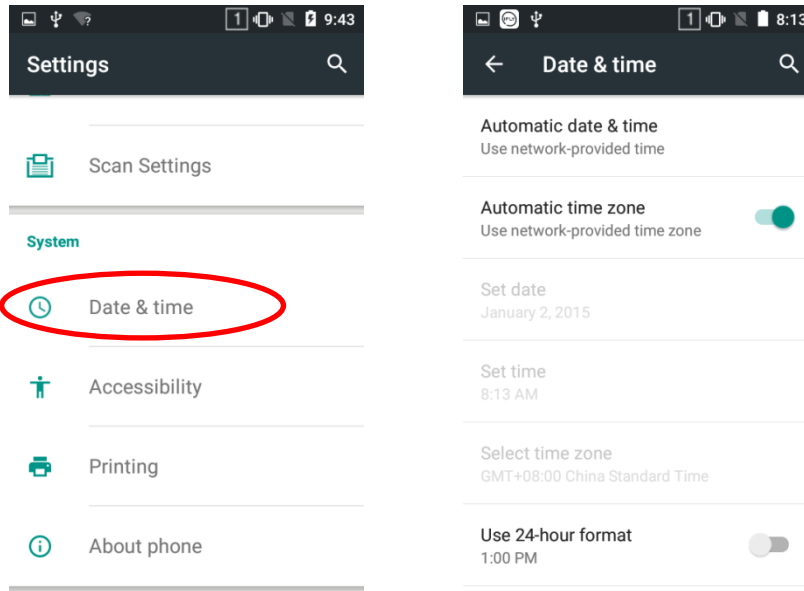 1 9:43
Settings
Scan Settings
System
Date & time
Accessibility
Printing
About phone
1 8:13
Date & time
Automatic date & time
Use network-provided time
Automatic time zone
Use network-provided time zone
Set date
January 2, 2015
Set time
8:13 AM
Select time zone
GMT+08:00 China Standard Time
Use 24-hour format
1:00 PM